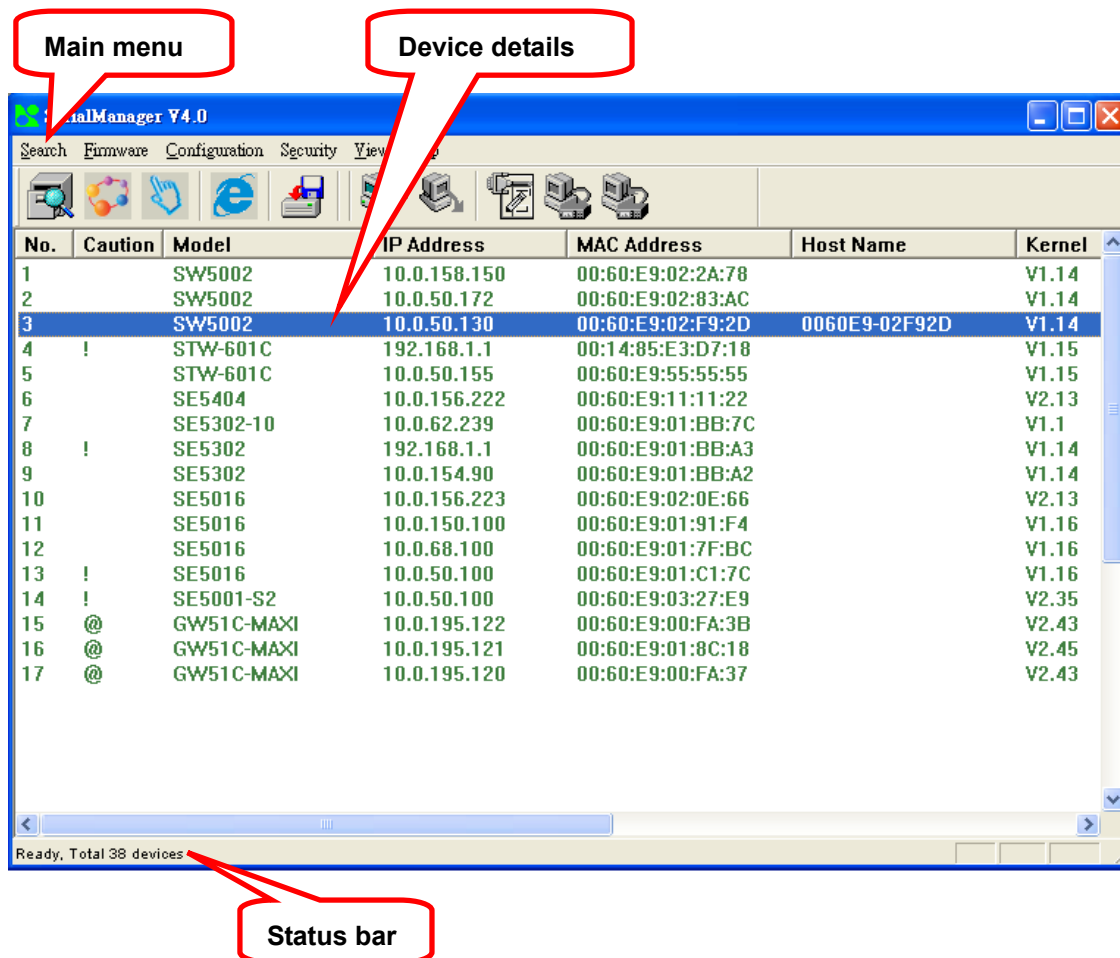 Main menu
Device details
alManager V4.0
Search Firmware Configuration Security View
No. Caution Model IP Address MAC Address Host Name Kernel
1 SW5002 10.0.158.150 00:60:E9:02:2A:78 V1.14
2 SW5002 10.0.50.172 00:60:E9:02:83:AC V1.14
3 SW5002 10.0.50.130 00:60:E9:02:F9:2D 0060E9-02F92D V1.14
4 ! STW-601C 192.168.1.1 00:14:85:E3:D7:18 V1.15
5 STW-601C 10.0.50.155 00:60:E9:55:55:55 V1.15
6 SE5404 10.0.156.222 00:60:E9:11:11:22 V2.13
7 SE5302-10 10.0.62.239 00:60:E9:01:BB:7C V1.1
8 ! SE5302 192.168.1.1 00:60:E9:01:BB:A3 V1.14
9 SE5302 10.0.154.90 00:60:E9:01:BB:A2 V1.14
10 SE5016 10.0.156.223 00:60:E9:02:0E:66 V2.13
11 SE5016 10.0.150.100 00:60:E9:01:91:F4 V1.16
12 SE5016 10.0.68.100 00:60:E9:01:7F:BC V1.16
13 ! SE5016 10.0.50.100 00:60:E9:01:C1:7C V1.16
14 ! SE5001-S2 10.0.50.100 00:60:E9:03:27:E9 V2.35
15 @ GW51C-MAXI 10.0.195.122 00:60:E9:00:FA:3B V2.43
16 @ GW51C-MAXI 10.0.195.121 00:60:E9:01:8C:18 V2.45
17 @ GW51C-MAXI 10.0.195.120 00:60:E9:00:FA:37 V2.43
Ready, Total 38 devices
Status bar